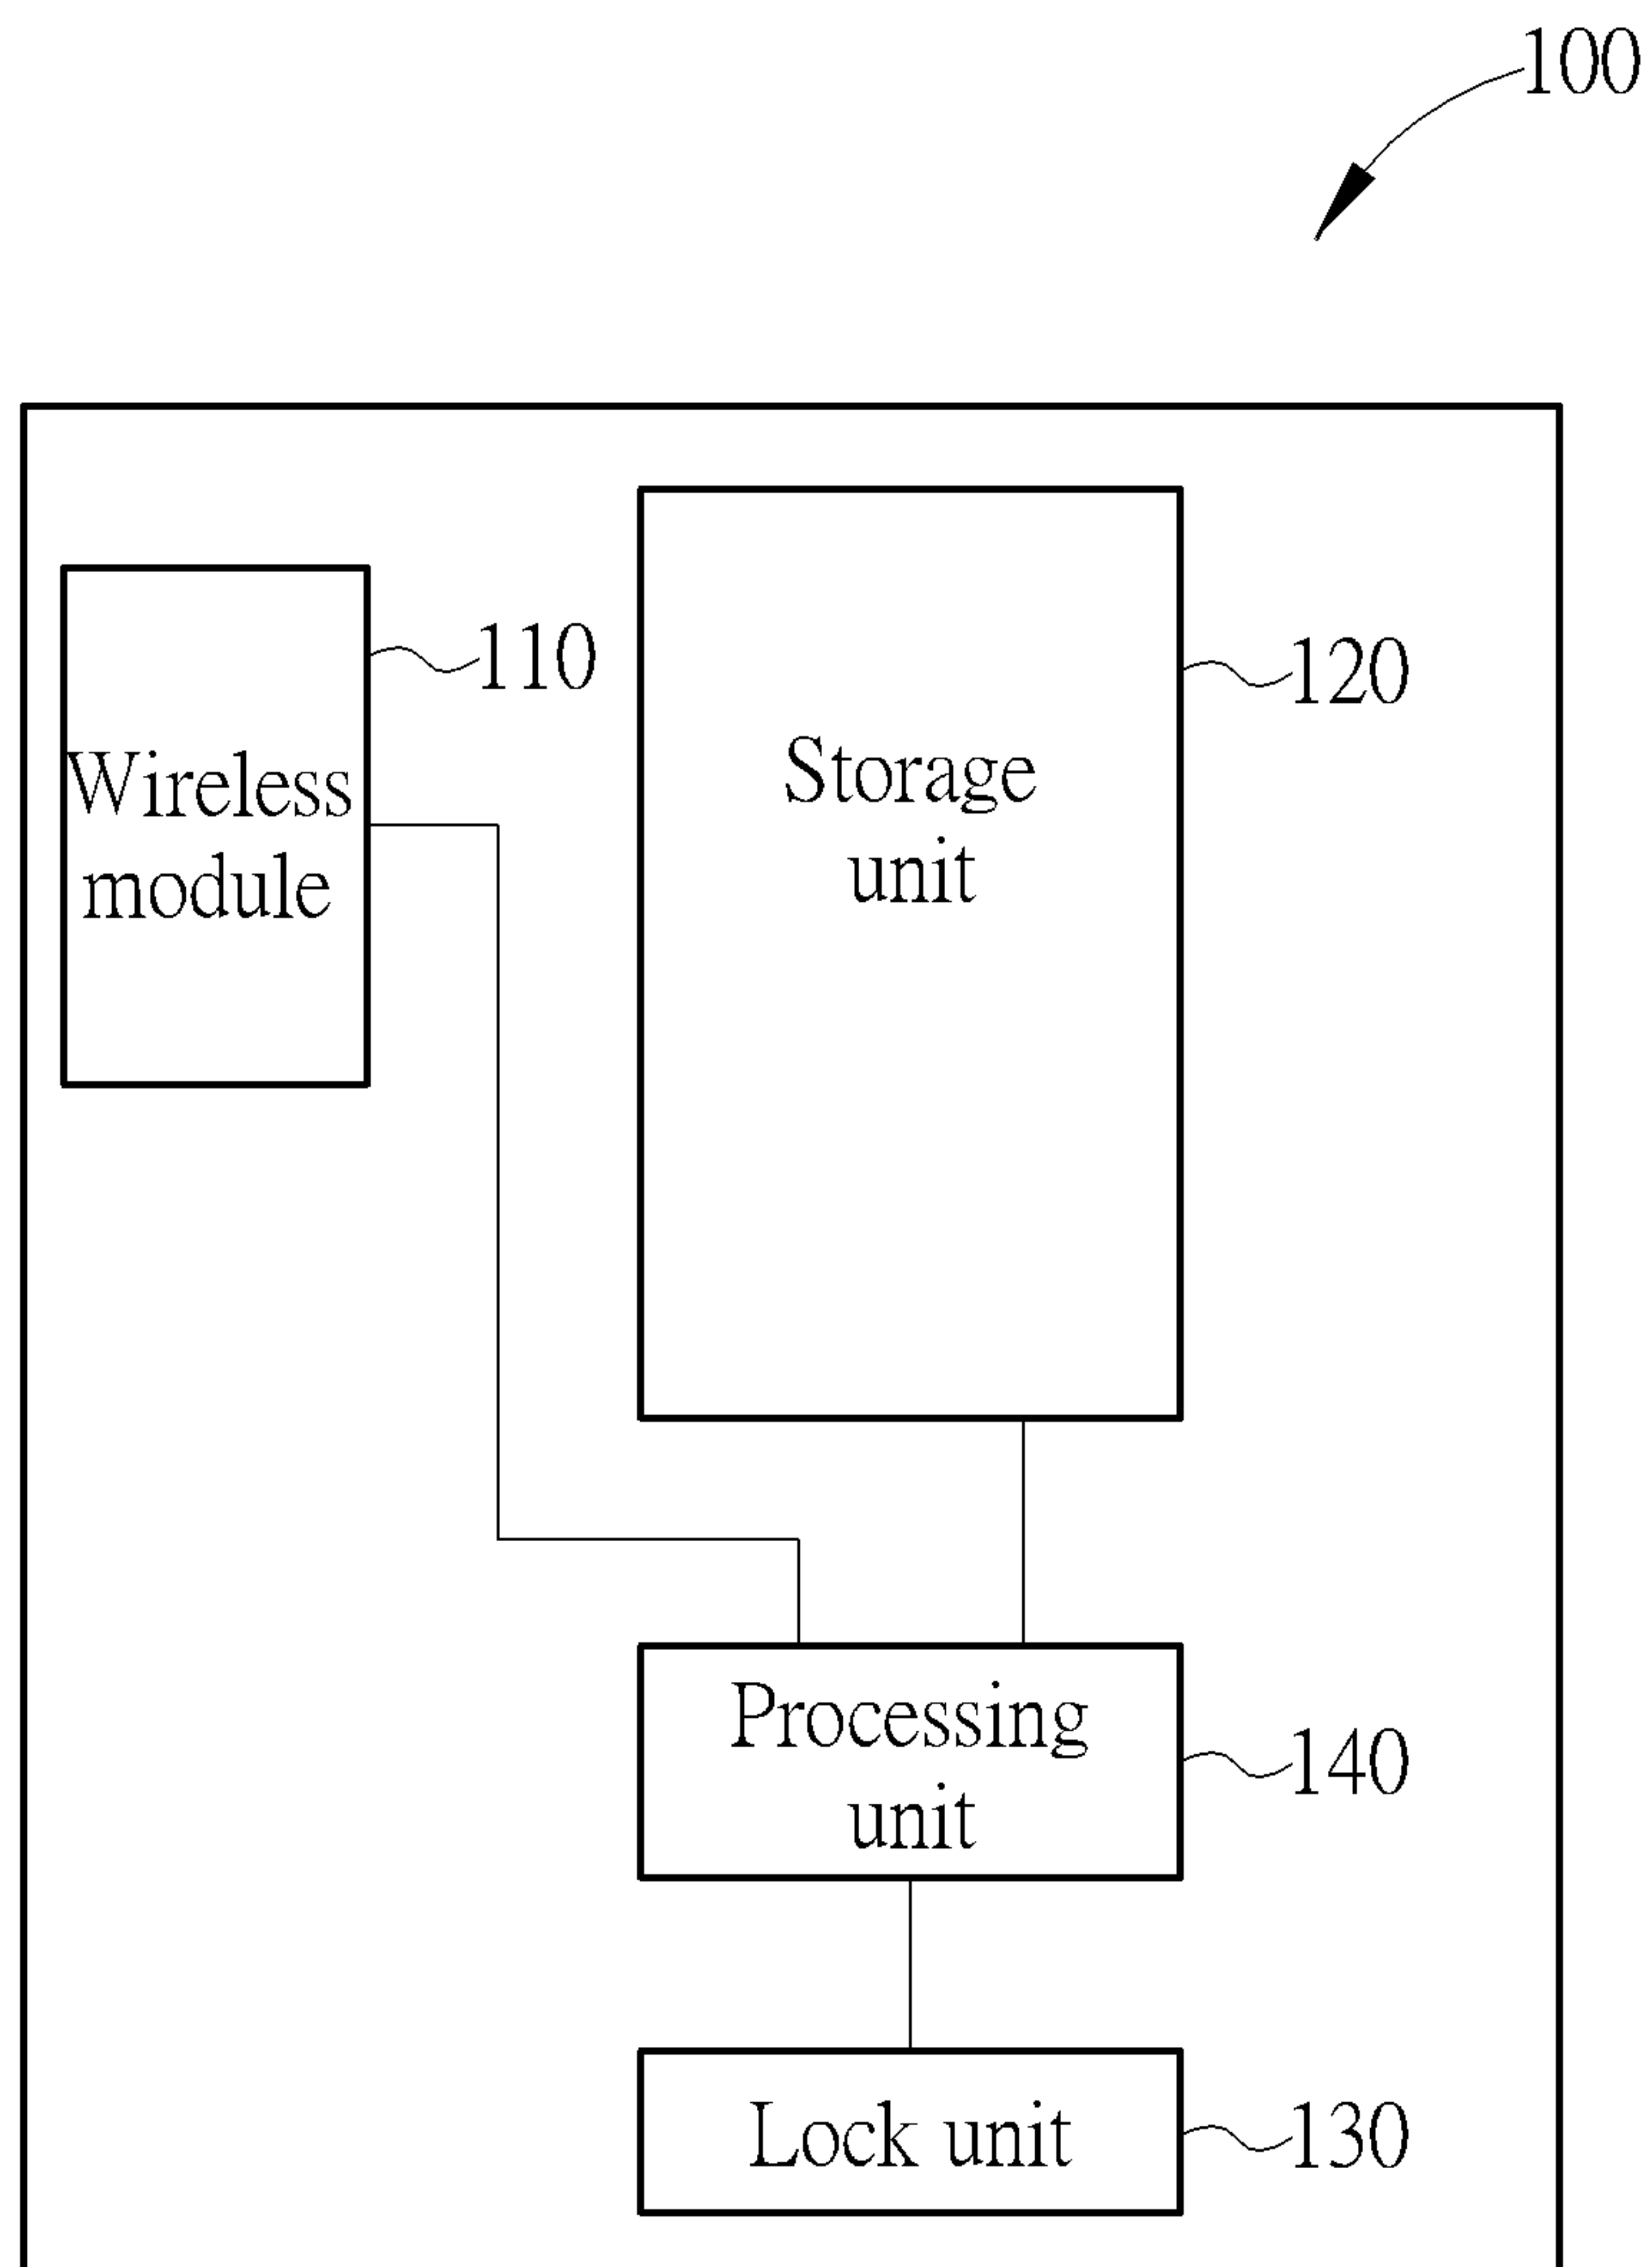 100
110
120
Wireless
module
Storage
unit
Processing
unit
140
Lock unit
130